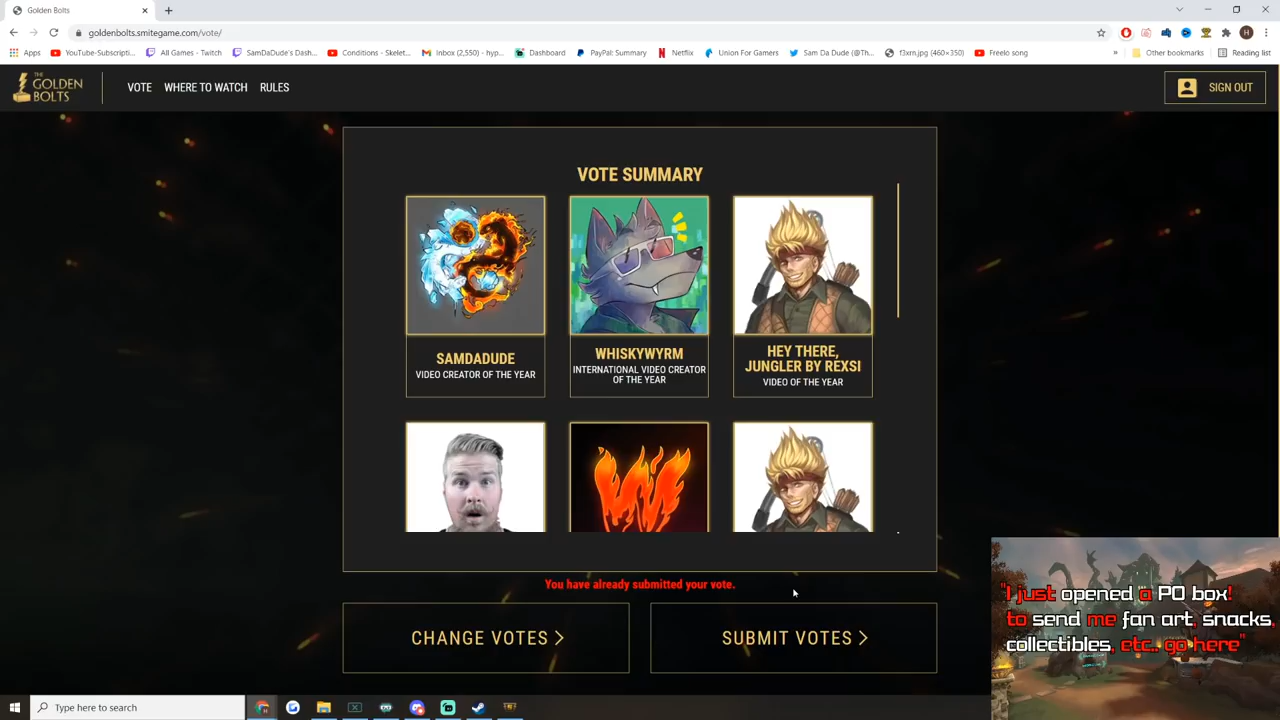 Golden Bolts
goldenbolts.smitegame.com/vote/
Apps
YouTube-Subscripti...
All Games - Twitch
SamDaDude's Dash...
Conditions - Skelet...
Inbox (2,550) - hyp...
Dashboard
PayPal: Summary
Netflix
Union For Gamers
Sam Da Dude (@Th...
f3xrn.jpg (460×350)
Freelo song
»
Other bookmarks
Reading list
THE
GOLDEN
BOLTS
VOTE
WHERE TO WATCH
RULES
SIGN OUT
VOTE SUMMARY
SAMDADUDE
VIDEO CREATOR OF THE YEAR
WHISKYWYRM
INTERNATIONAL VIDEO CREATOR
OF THE YEAR
HEY THERE,
JUNGLER BY REXSI
VIDEO OF THE YEAR
You have already submitted your vote.
CHANGE VOTES >
SUBMIT VOTES >
"I just opened a PO box!
to send me fan art, snacks,
collectibles, etc.. go here"
Type here to search